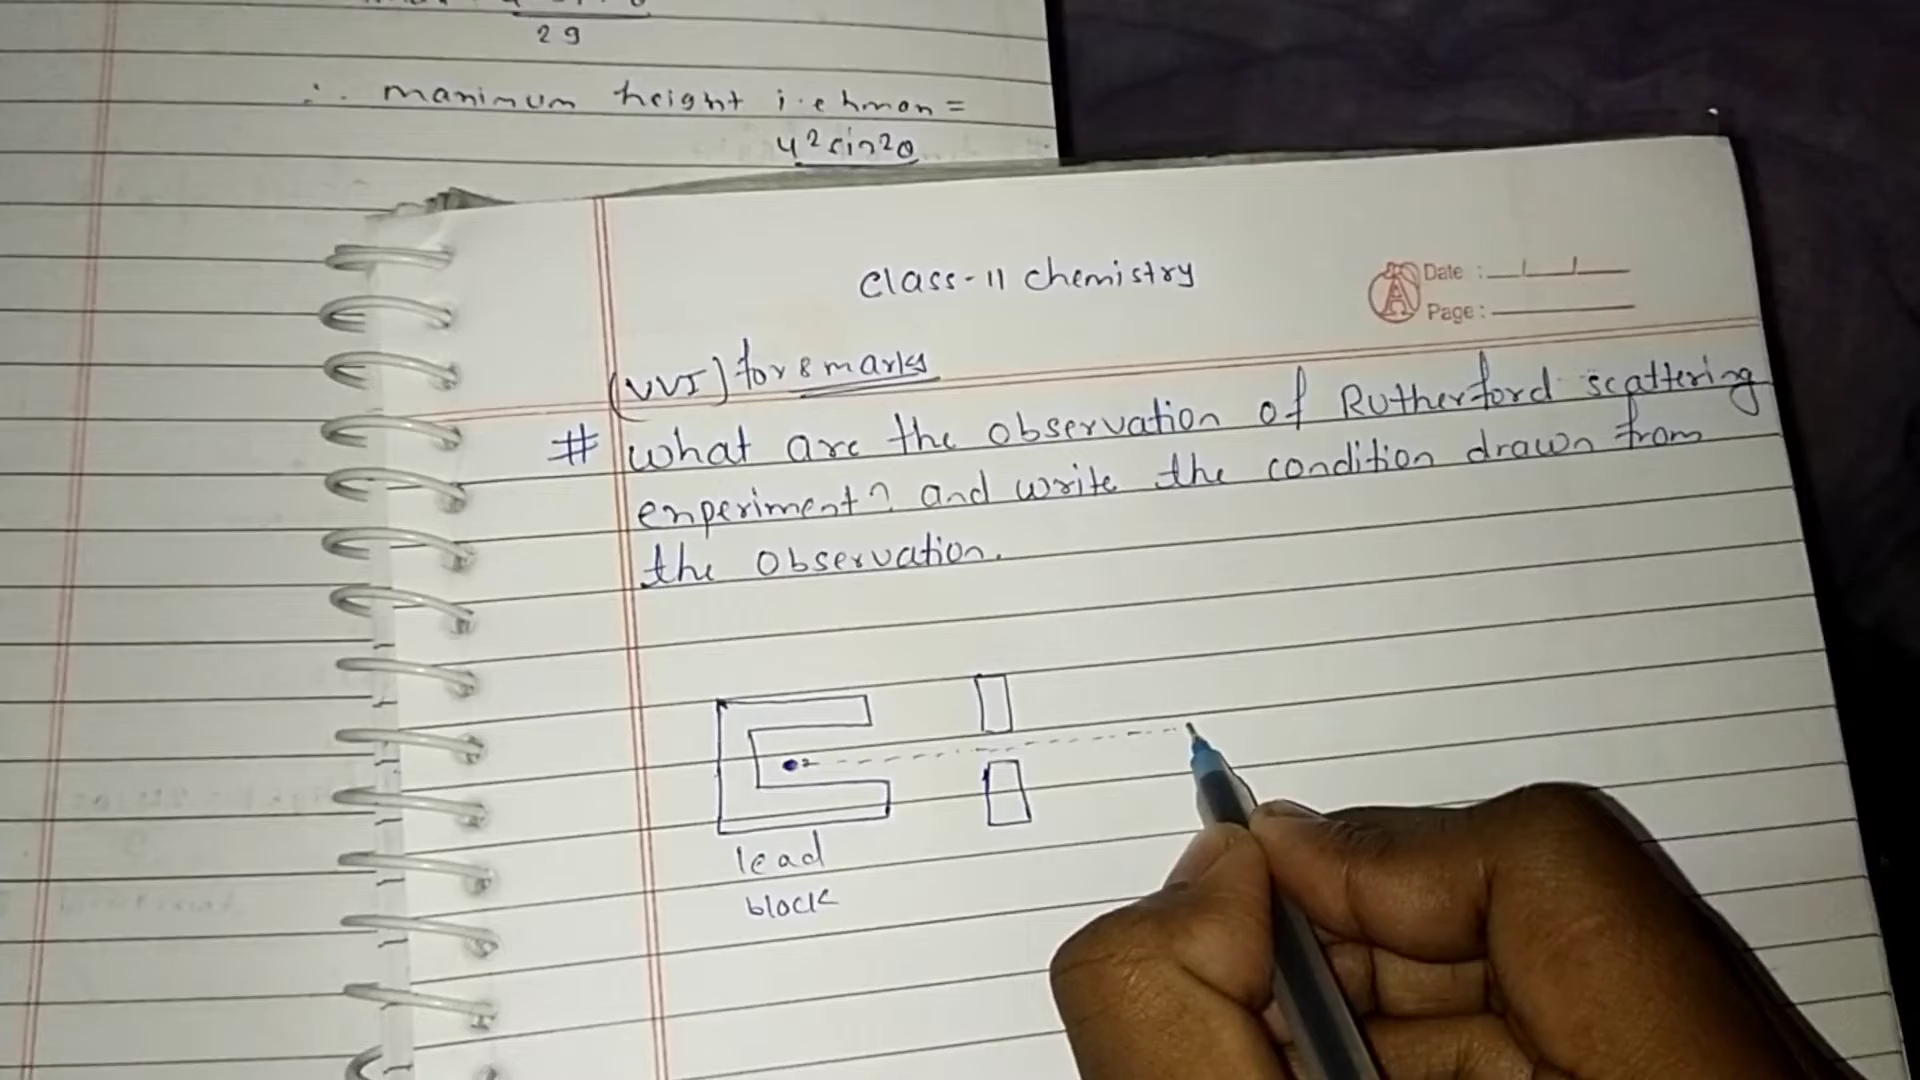 2g
∴ maximum height i.e hmax =
u²sin²θ
class-11 chemistry
Date :
Page :
(VVI) for 8 marks
# what are the observation of Rutherford scattering
experiment? and write the condition drawn from
the observation.
lead
block